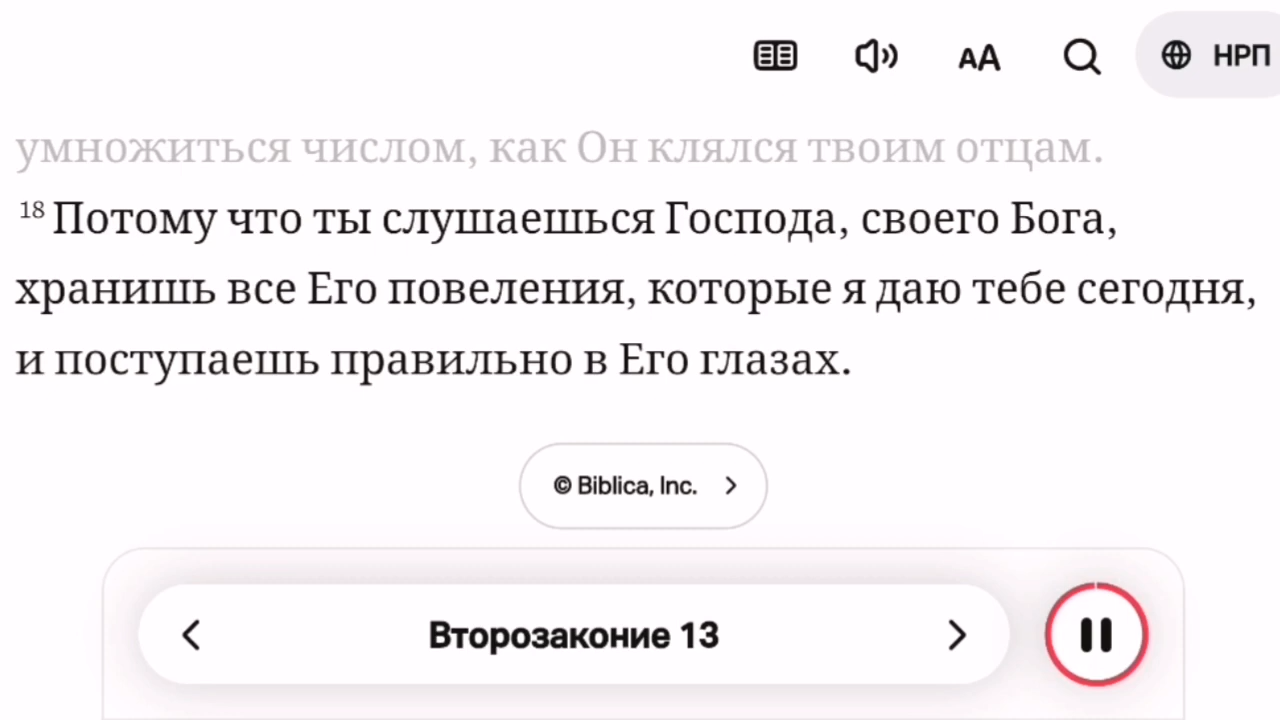 AA НРП
умножиться числом, как Он клялся твоим отцам.
18 Потому что ты слушаешься Господа, своего Бога,
хранишь все Его повеления, которые я даю тебе сегодня,
и поступаешь правильно в Его глазах.
© Biblica, Inc.
Второзаконие 13